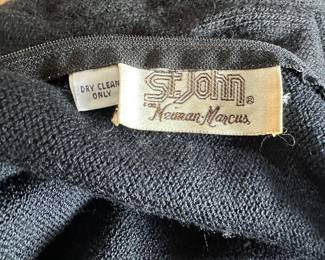 DRY CLEAN
ONLY
St. John®
FOR
Neiman-Marcus